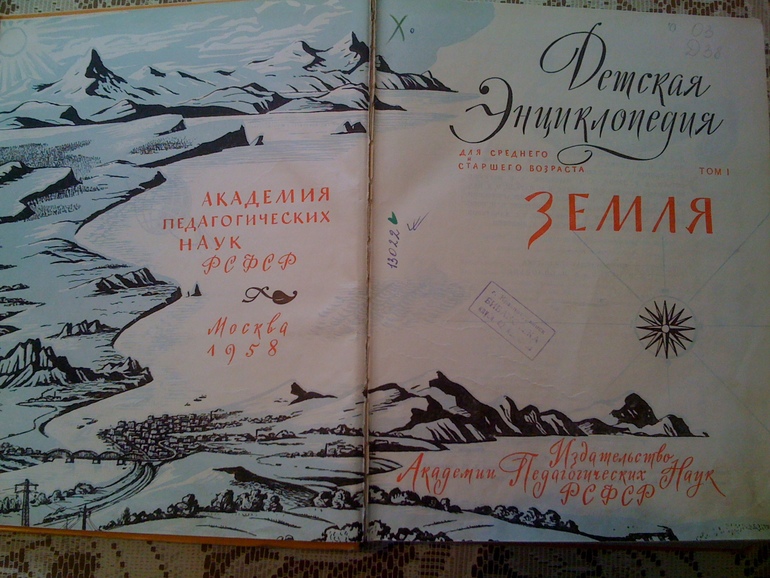 АКАДЕМИЯ
ПЕДАГОГИЧЕСКИХ
НАУК
РСФСР
Москва
1958
Х.
13022
ОЗ
Детская
Энциклопедия
ДЛЯ СРЕДНЕГО
И
СТАРШЕГО ВОЗРАСТА
ТОМ I
ЗЕМЛЯ
Издательство
Академии Педагогических Наук
РСФСР